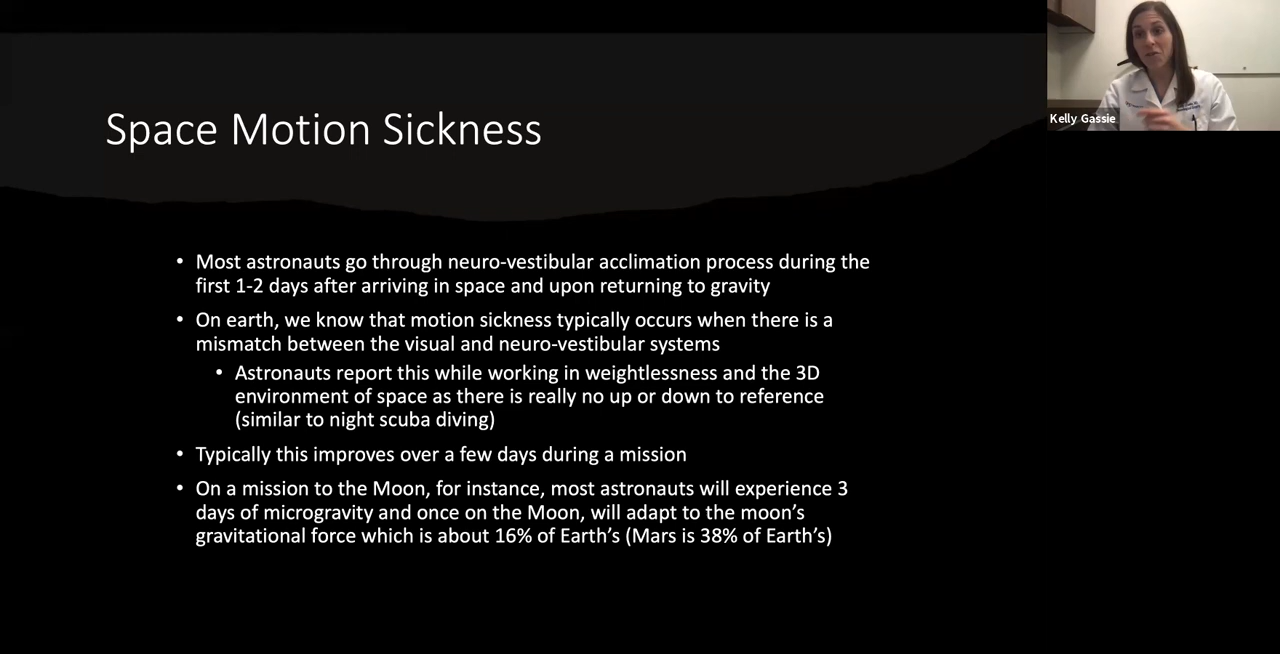 Kelly Gassie
Space Motion Sickness
• Most astronauts go through neuro-vestibular acclimation process during the
first 1-2 days after arriving in space and upon returning to gravity
• On earth, we know that motion sickness typically occurs when there is a
mismatch between the visual and neuro-vestibular systems
• Astronauts report this while working in weightlessness and the 3D
environment of space as there is really no up or down to reference
(similar to night scuba diving)
• Typically this improves over a few days during a mission
• On a mission to the Moon, for instance, most astronauts will experience 3
days of microgravity and once on the Moon, will adapt to the moon's
gravitational force which is about 16% of Earth's (Mars is 38% of Earth's)